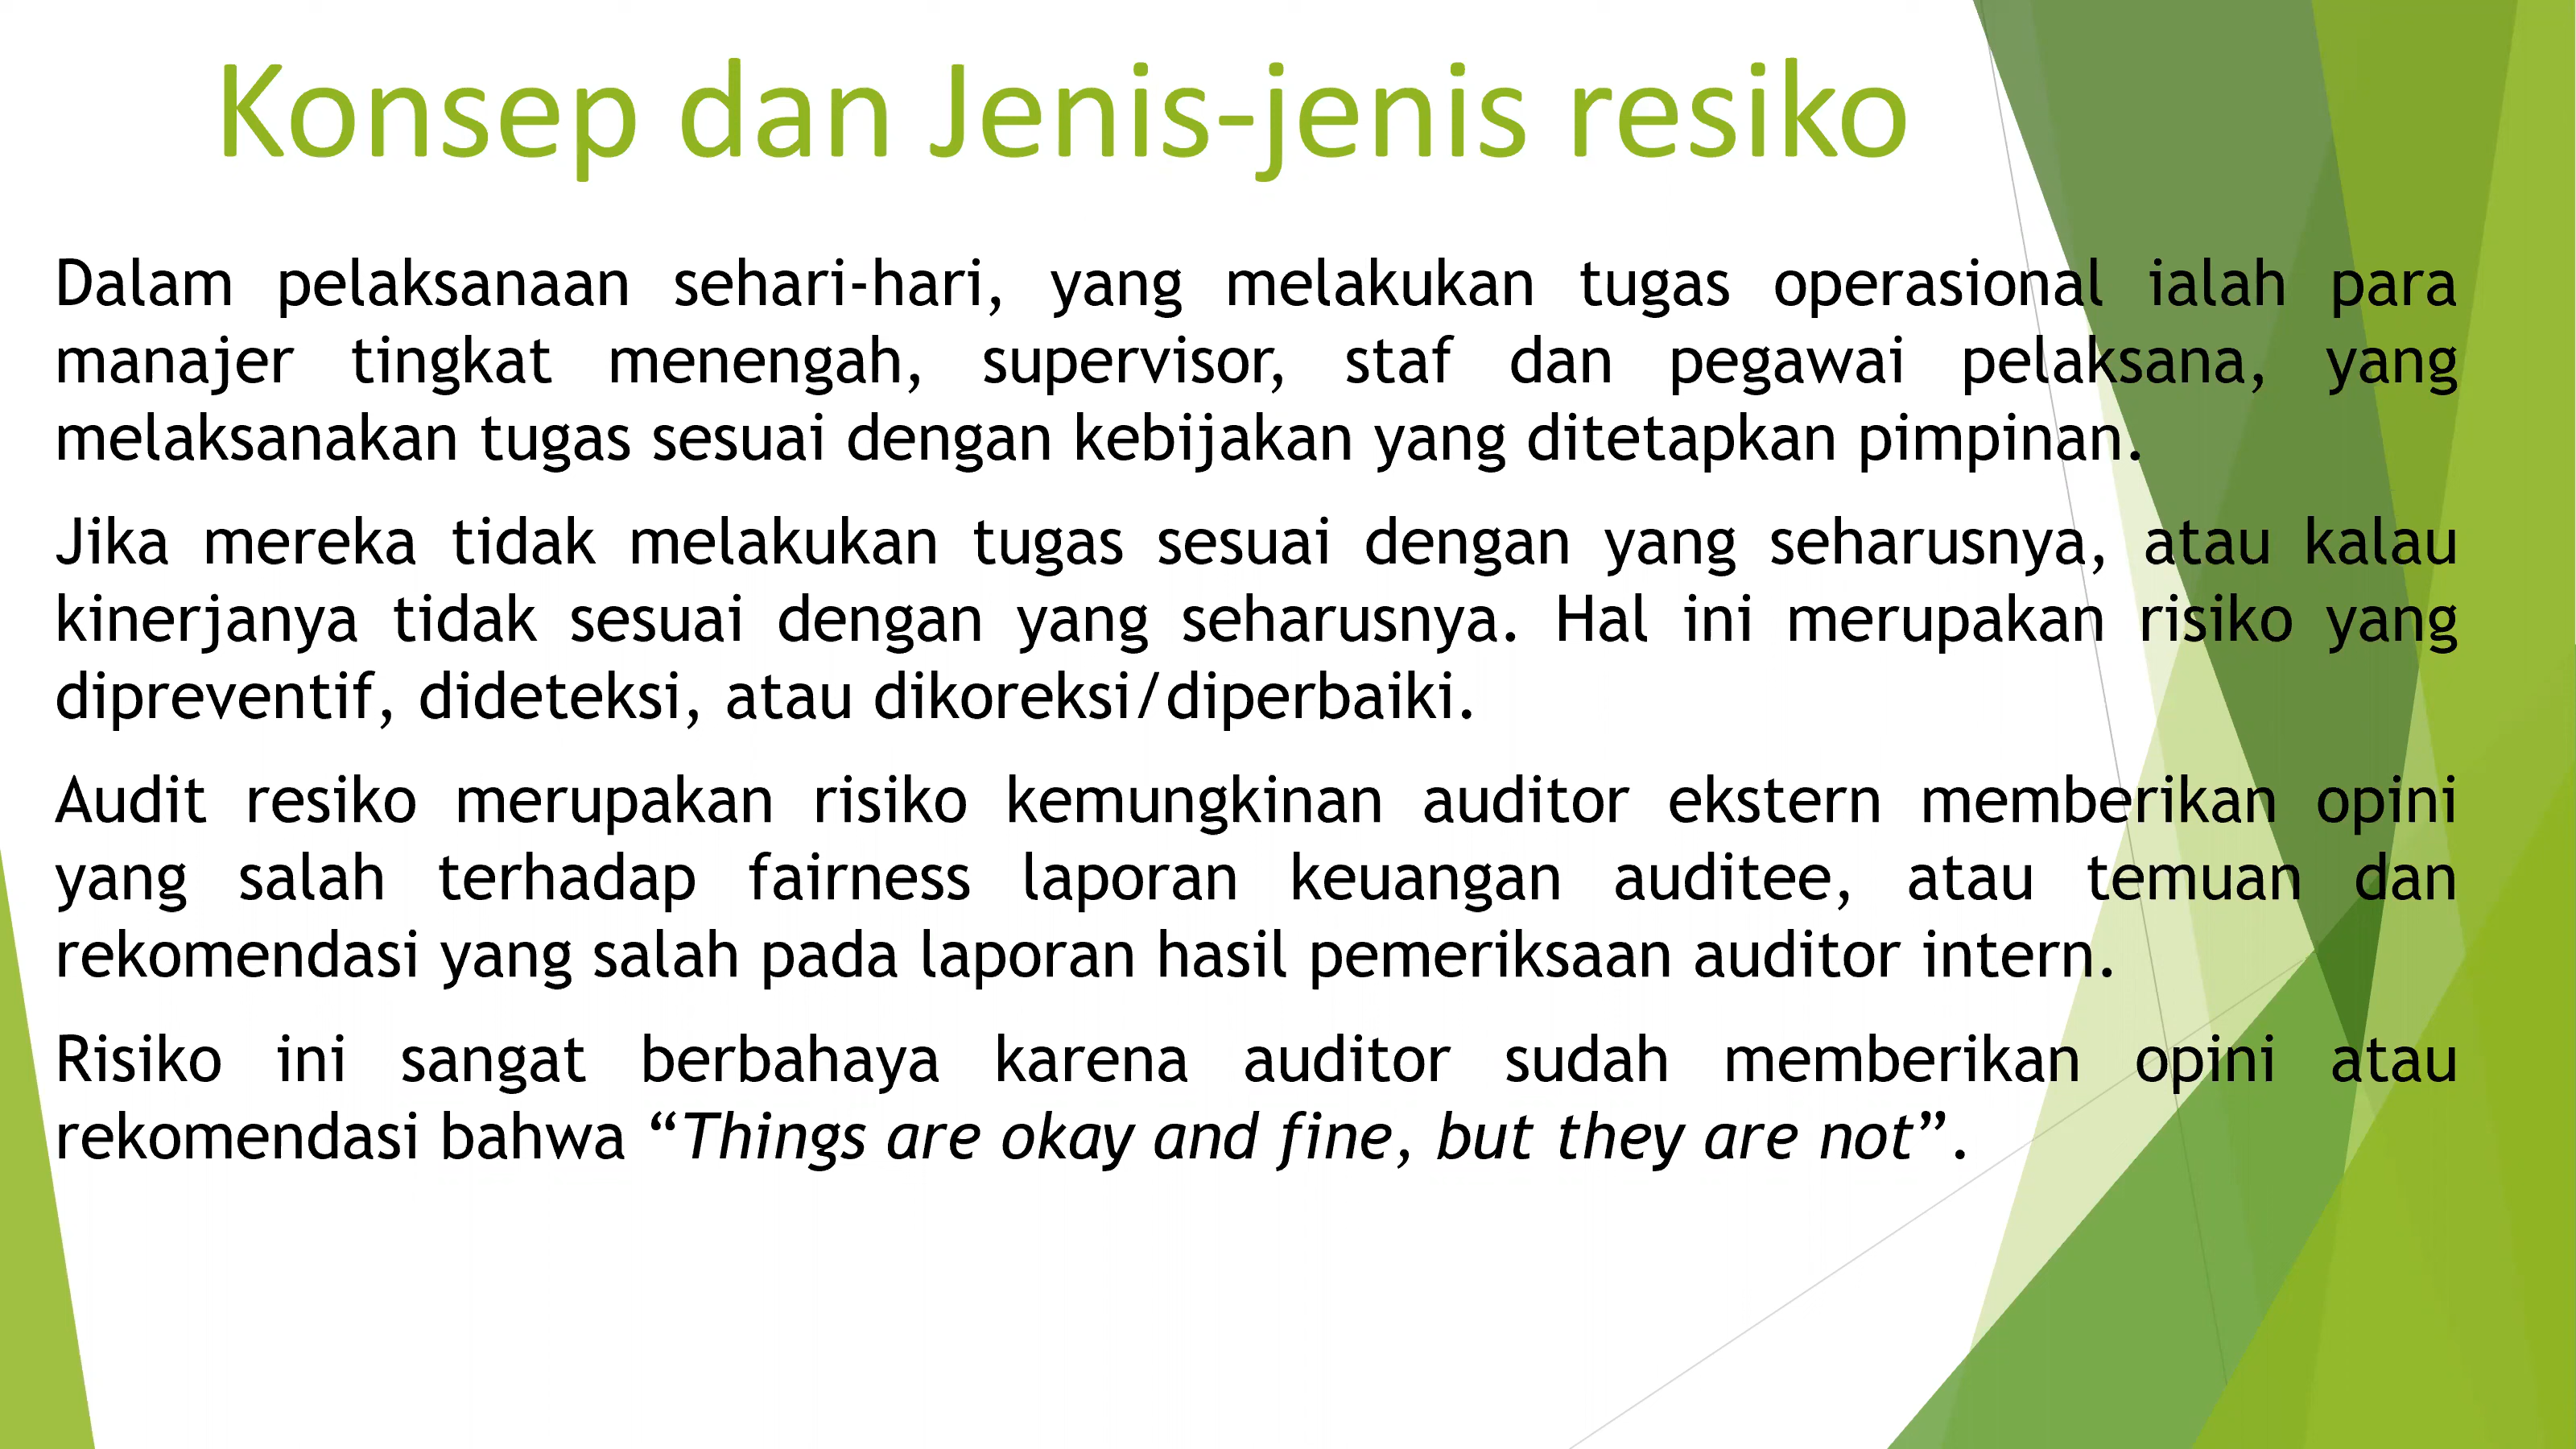 Konsep dan Jenis-jenis resiko
Dalam pelaksanaan sehari-hari, yang melakukan tugas operasional ialah para
manajer tingkat menengah, supervisor, staf dan pegawai pelaksana, yang
melaksanakan tugas sesuai dengan kebijakan yang ditetapkan pimpinan.
Jika mereka tidak melakukan tugas sesuai dengan yang seharusnya, atau kalau
kinerjanya tidak sesuai dengan yang seharusnya. Hal ini merupakan risiko yang
dipreventif, dideteksi, atau dikoreksi/diperbaiki.
Audit resiko merupakan risiko kemungkinan auditor ekstern memberikan opini
yang salah terhadap fairness laporan keuangan auditee, atau temuan dan
rekomendasi yang salah pada laporan hasil pemeriksaan auditor intern.
Risiko ini sangat berbahaya karena auditor sudah memberikan opini atau
rekomendasi bahwa “Things are okay and fine, but they are not”.